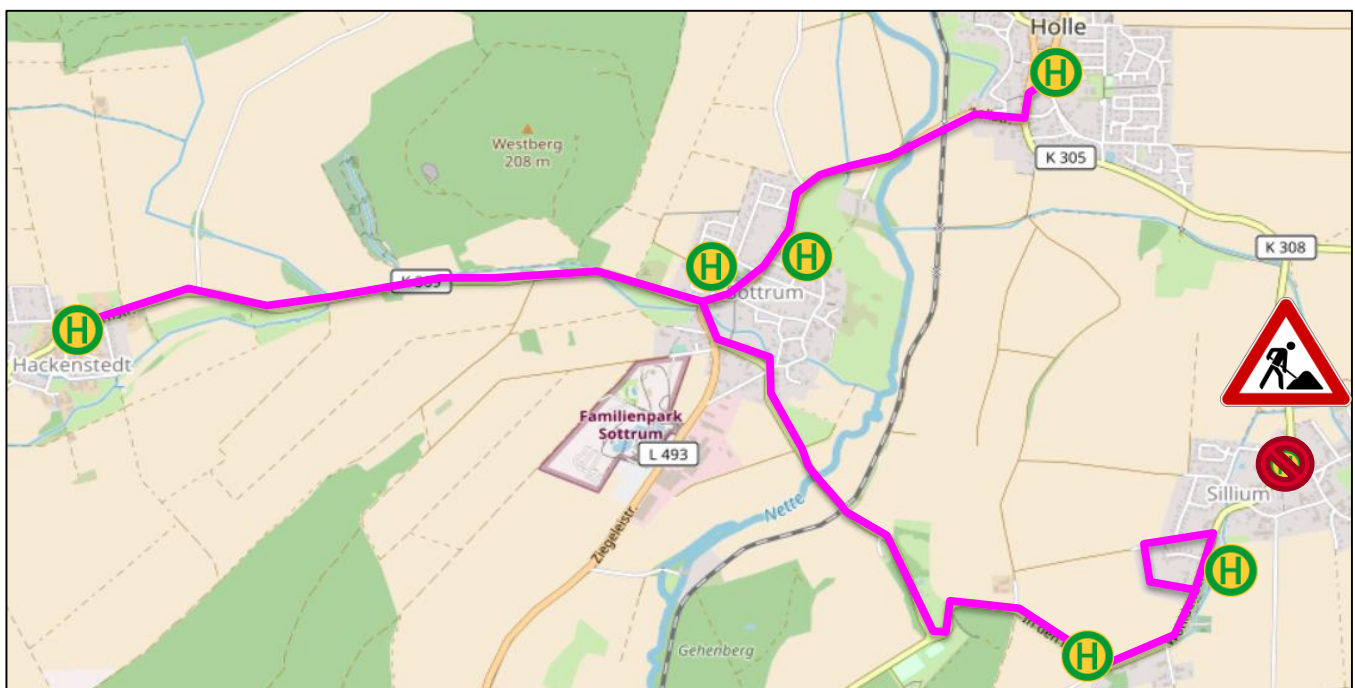 Holle
H
K 305
Westberg
208 m
K 308
H
H
Sottrum
H
Hackenstedt
Familienpark
Sottrum
L 493
Sillium
Nette
Ziegeleistr.
H
Gehenberg
H